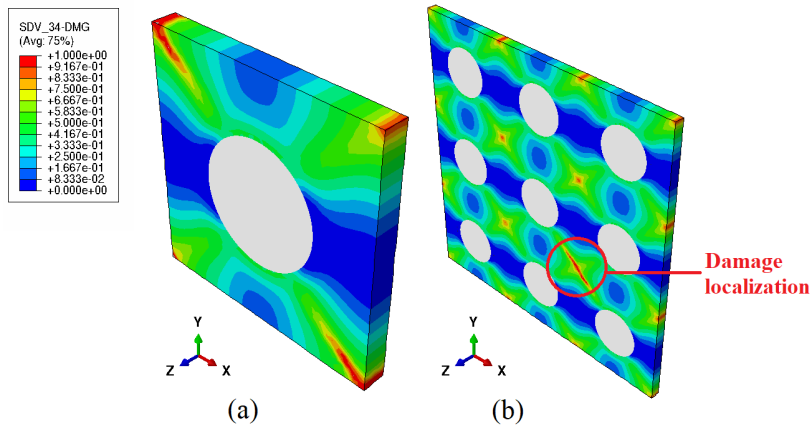 SDV_34-DMG
(Avg: 75%)
+1.000e+00
+9.167e-01
+8.333e-01
+7.500e-01
+6.667e-01
+5.833e-01
+5.000e-01
+4.167e-01
+3.333e-01
+2.500e-01
+1.667e-01
+8.333e-02
+0.000e+00
Damage
localization
Y
Z X
Y
Z X
(a) (b)